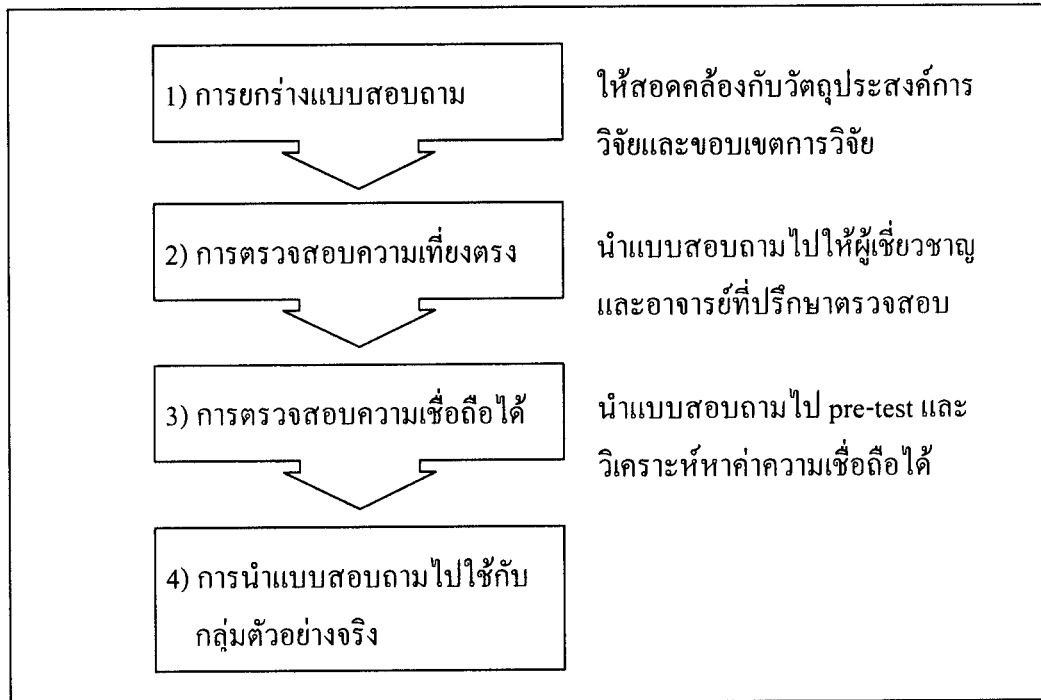 1) การยกร่างแบบสอบถาม
ให้สอดคล้องกับวัตถุประสงค์การ
วิจัยและขอบเขตการวิจัย
2) การตรวจสอบความเที่ยงตรง
นำแบบสอบถามไปให้ผู้เชี่ยวชาญ
และอาจารย์ที่ปรึกษาตรวจสอบ
3) การตรวจสอบความเชื่อถือได้
นำแบบสอบถามไป pre-test และ
วิเคราะห์หาค่าความเชื่อถือได้
4) การนำแบบสอบถามไปใช้กับ
กลุ่มตัวอย่างจริง